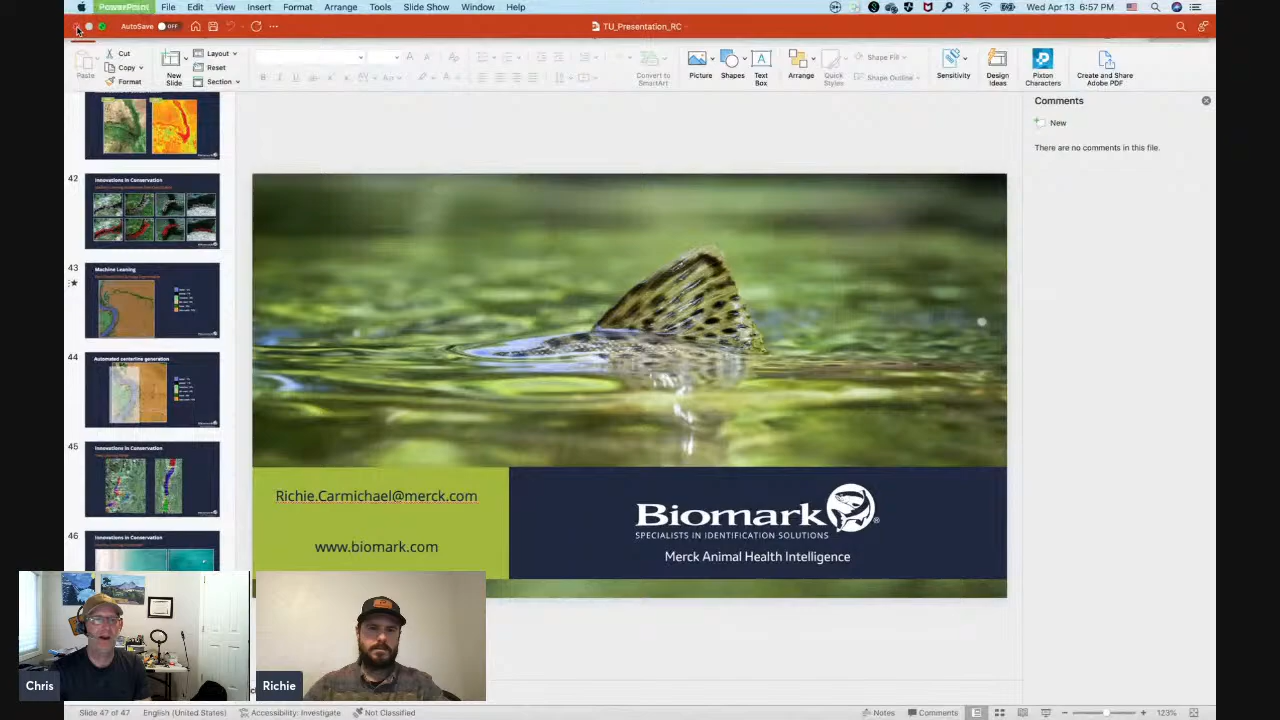 PowerPoint File Edit View Insert Format Arrange Tools Slide Show Window Help Wed Apr 13 6:57 PM
AutoSave OFF TU_Presentation_RC
Paste
Cut
Copy
Format
New Slide
Layout
Reset
Section
Convert to SmartArt
Picture
Shapes
Text Box
Arrange
Quick Styles
Shape Fill
Shape Outline
Sensitivity
Design Ideas
Pixton Characters
Create and Share Adobe PDF
42
Innovations in Conservation
43
Machine Leaning
44
Automated centerline generation
45
Innovations in Conservation
46
Innovations in Conservation
Richie.Carmichael@merck.com
www.biomark.com
Biomark®
SPECIALISTS IN IDENTIFICATION SOLUTIONS
Merck Animal Health Intelligence
Comments
New
There are no comments in this file.
Chris
Richie
Slide 47 of 47 English (United States) Accessibility: Investigate Not Classified Notes Comments 123%